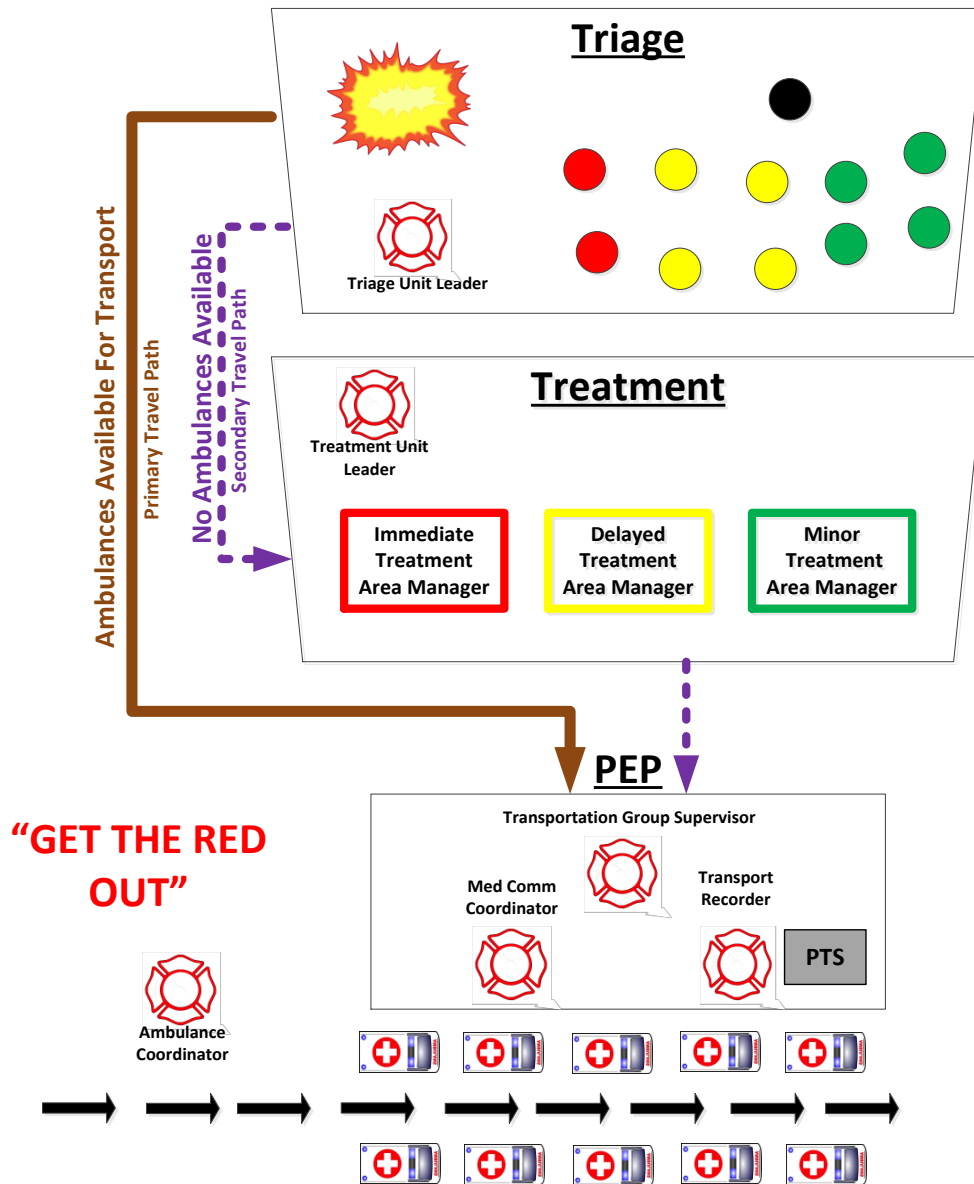 Triage
Triage Unit Leader
Ambulances Available For Transport
Primary Travel Path
No Ambulances Available
Secondary Travel Path
Treatment
Treatment Unit
Leader
Immediate
Treatment
Area Manager
Delayed
Treatment
Area Manager
Minor
Treatment
Area Manager
PEP
Transportation Group Supervisor
Med Comm
Coordinator
Transport
Recorder
PTS
“GET THE RED
OUT”
Ambulance
Coordinator